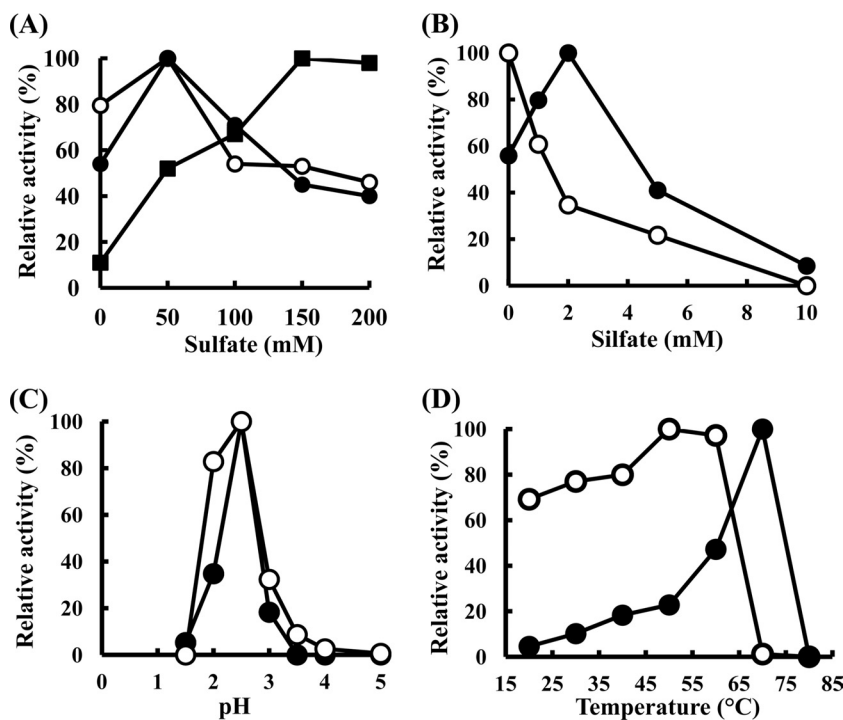 (A)
Relative activity (%)
100
80
60
40
20
0
0 50 100 150 200
Sulfate (mM)
(B)
Relative activity (%)
100
80
60
40
20
0
0 2 4 6 8 10
Silfate (mM)
(C)
Relative activity (%)
100
80
60
40
20
0
0 1 2 3 4 5
pH
(D)
Relative activity (%)
100
80
60
40
20
0
15 25 35 45 55 65 75 85
Temperature (°C)